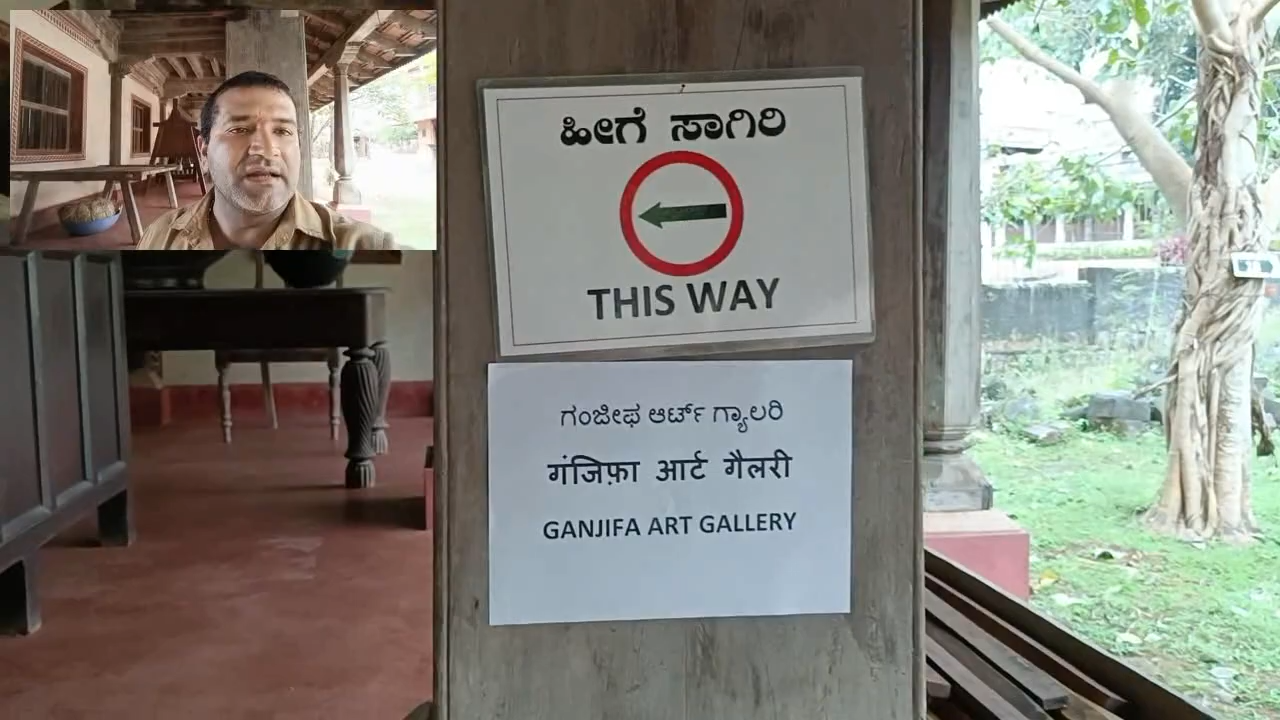 ಹೀಗೆ ಸಾಗಿರಿ
THIS WAY
ಗಂಜೀಫ ಆರ್ಟ್ ಗ್ಯಾಲರಿ
गंजिफ़ा आर्ट गैलरी
GANJIFA ART GALLERY